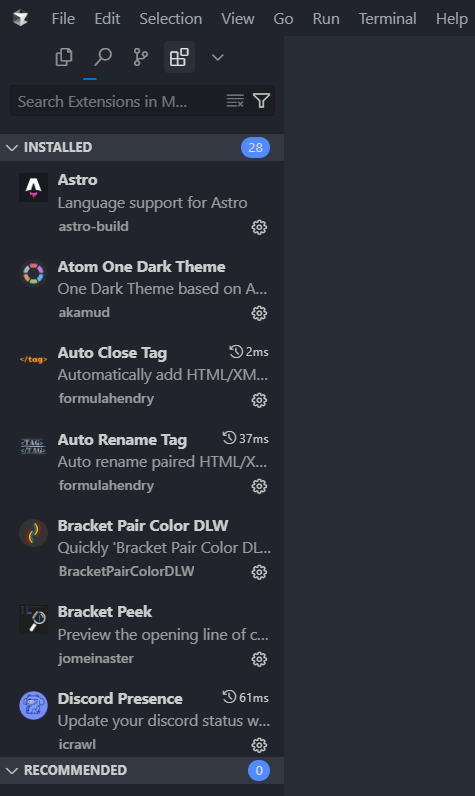 File Edit Selection View Go Run Terminal Help
Search Extensions in M...
INSTALLED 28
Astro
Language support for Astro
astro-build
Atom One Dark Theme
One Dark Theme based on A...
akamud
</tag>
Auto Close Tag 2ms
Automatically add HTML/XM...
formulahendry
<TAG>
</TAG>
Auto Rename Tag 37ms
Auto rename paired HTML/X...
formulahendry
Bracket Pair Color DLW
Quickly 'Bracket Pair Color DL...
BracketPairColorDLW
Bracket Peek
Preview the opening line of c...
jomeinaster
Discord Presence 61ms
Update your discord status w...
icrawl
RECOMMENDED 0